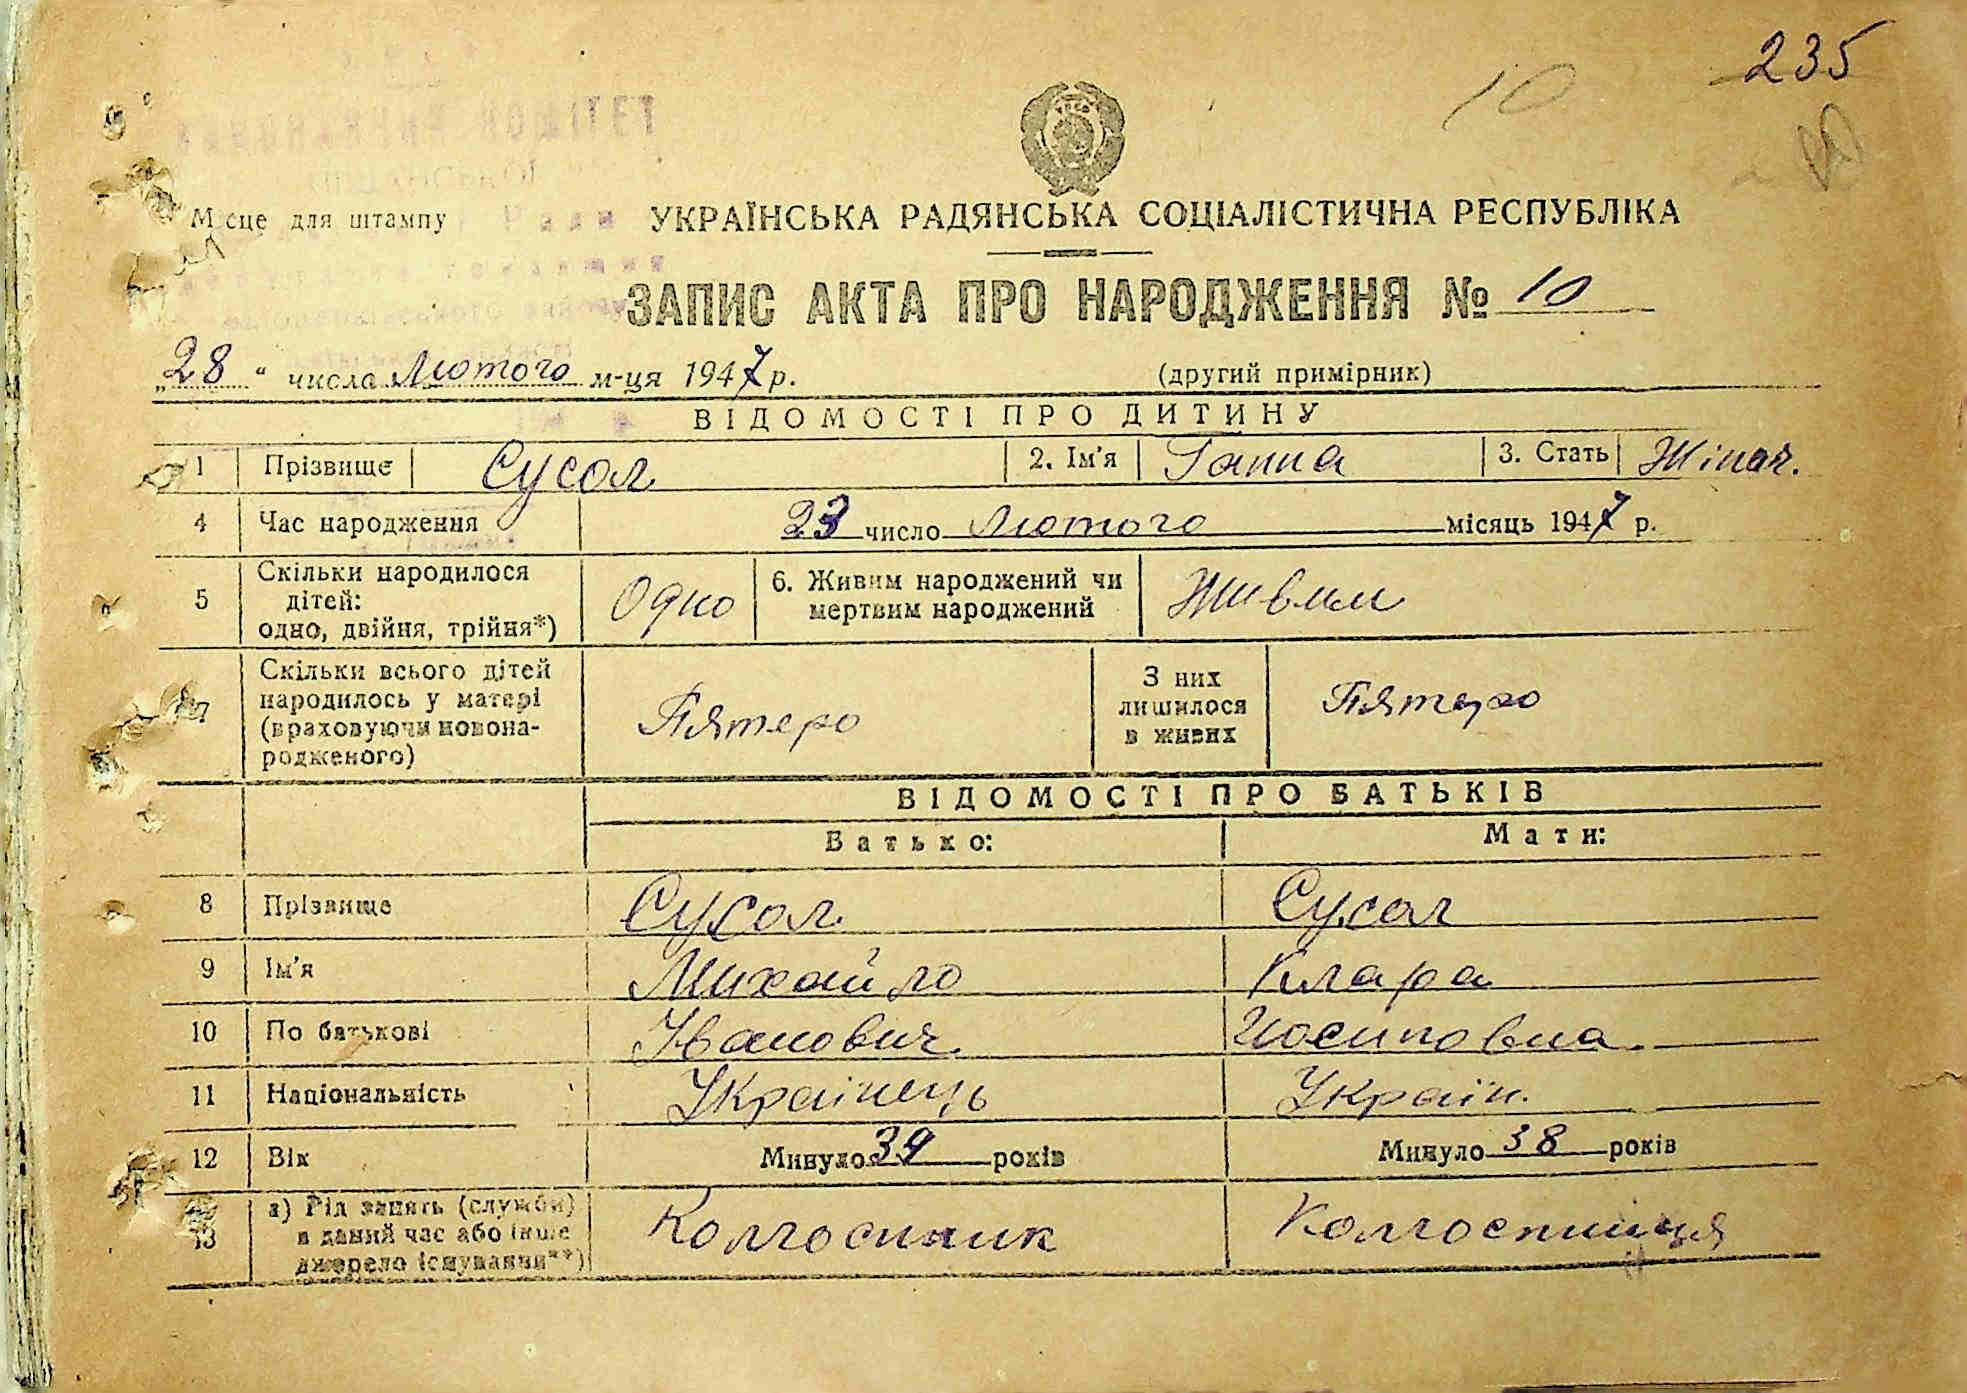 235
10
Місце для штампу
УКРАЇНСЬКА РАДЯНСЬКА СОЦІАЛІСТИЧНА РЕСПУБЛІКА
ЗАПИС АКТА ПРО НАРОДЖЕННЯ № 10
„28“ числа Лютого м-ця 1947 р. (другий примірник)
ВІДОМОСТІ ПРО ДИТИНУ
1 Прізвище Сусол 2. Ім'я Ганна 3. Стать Жіноч.
4 Час народження 23 число Лютого місяць 1947 р.
5 Скільки народилося дітей: одно, двійня, трійня*) Одно 6. Живим народжений чи мертвим народжений Живим
7 Скільки всього дітей народилось у матері (враховуючи новонародженого) Пятеро З них лишилося в живих Пятеро
ВІДОМОСТІ ПРО БАТЬКІВ
Батько: Мати:
8 Прізвище Сусол Сусол
9 Ім'я Михайло Клара
10 По батькові Іванович Иосиповна.
11 Національність Українець Україн.
12 Вік Минуло 39 років Минуло 38 років
13 а) Рід занять (служби) в даний час або інше джерело існування**) Колгоспник Колгоспниця